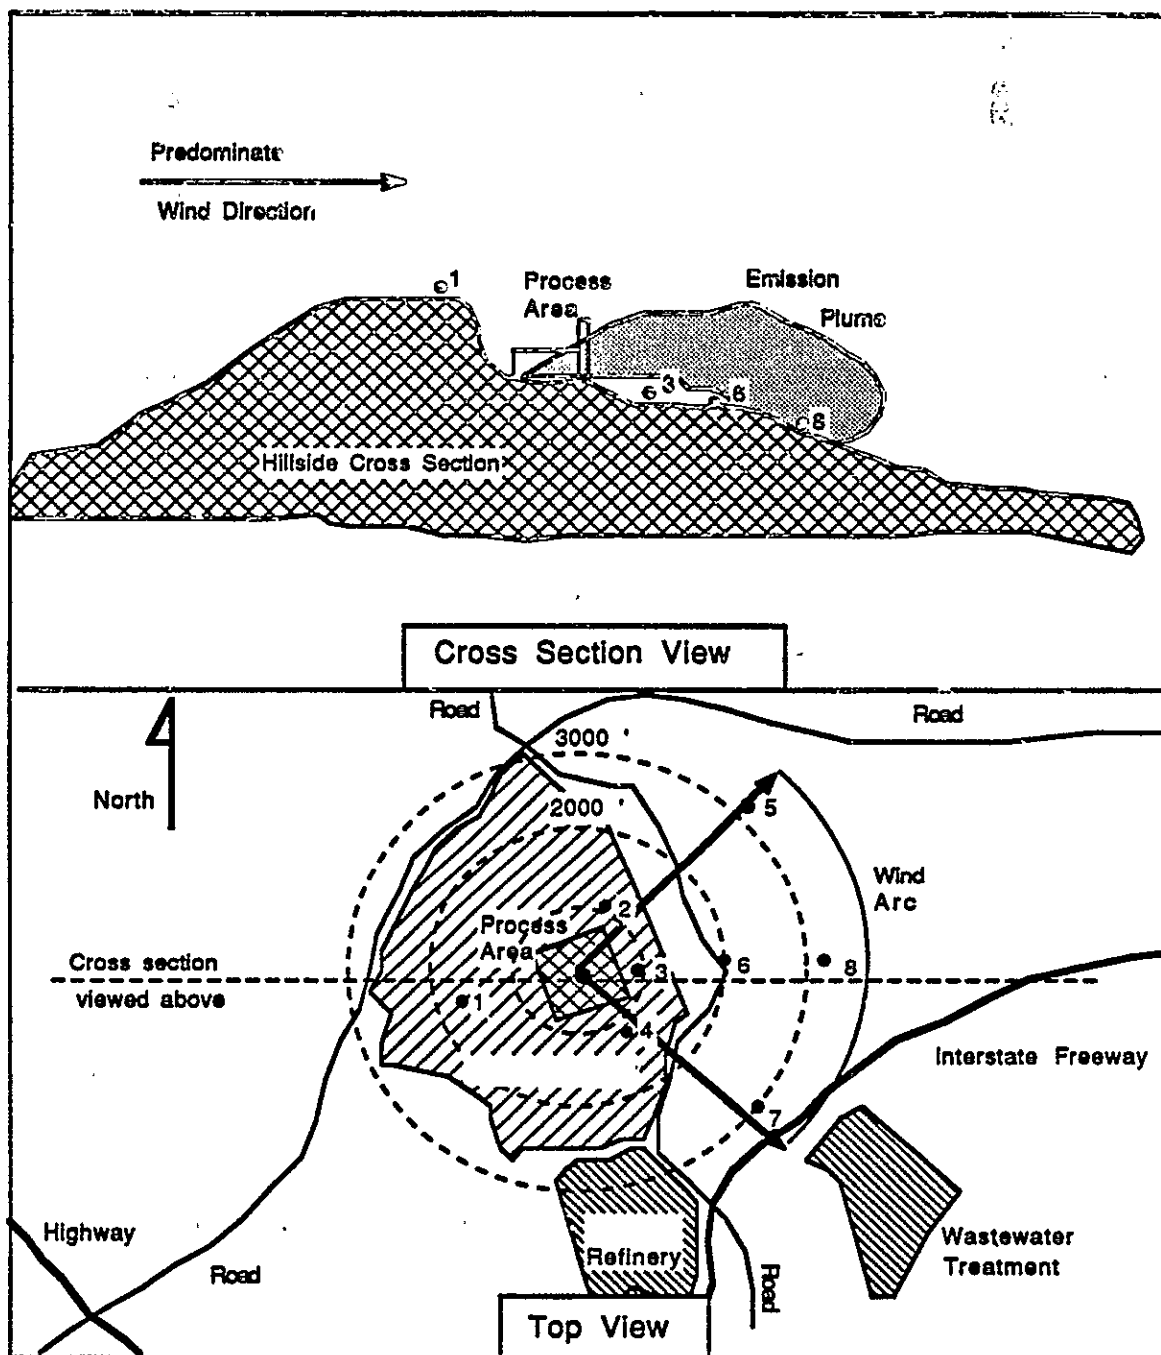 Predominate
Wind Direction
1
Process
Area
Emission
Plume
3
6
8
Hillside Cross Section
Cross Section View
Road
Road
3000 '
North
2000 '
5
Wind
Arc
2
Process
Area
Cross section
viewed above
3
6
8
1
4
Interstate Freeway
7
Highway
Road
Refinery
Road
Wastewater
Treatment
Top View